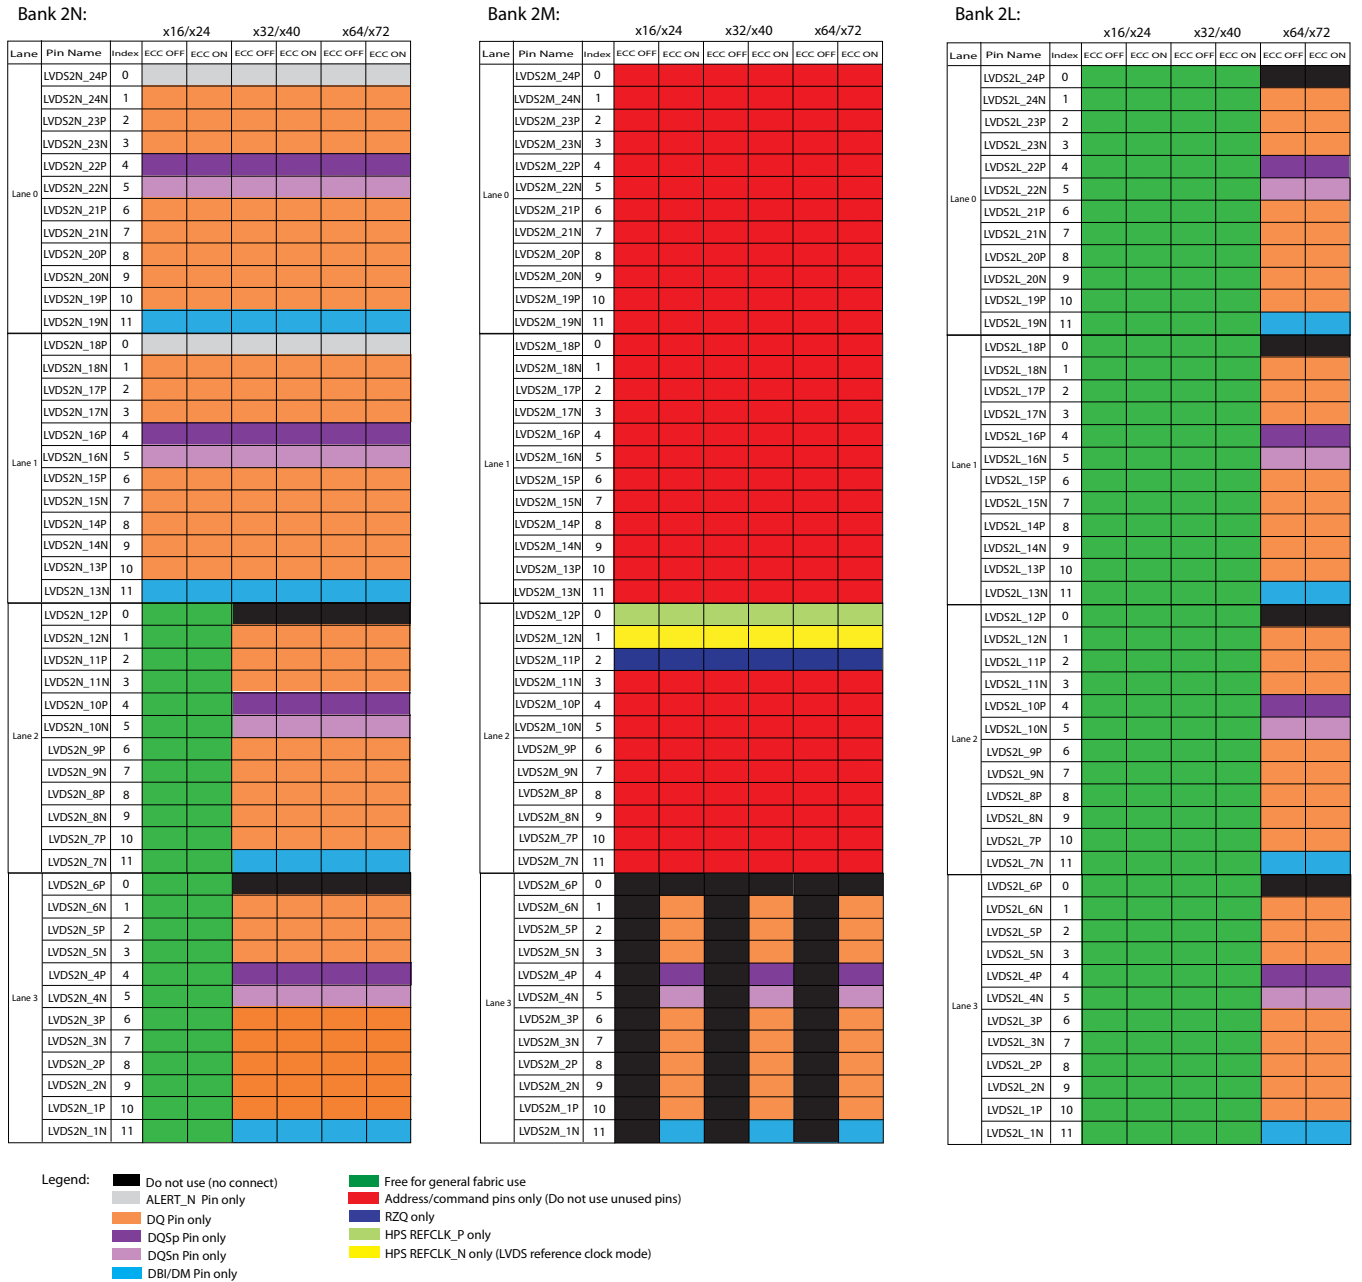 Bank 2N:
x16/x24 x32/x40 x64/x72
Lane Pin Name Index ECC OFF ECC ON ECC OFF ECC ON ECC OFF ECC ON
Lane 0
LVDS2N_24P 0
LVDS2N_24N 1
LVDS2N_23P 2
LVDS2N_23N 3
LVDS2N_22P 4
LVDS2N_22N 5
LVDS2N_21P 6
LVDS2N_21N 7
LVDS2N_20P 8
LVDS2N_20N 9
LVDS2N_19P 10
LVDS2N_19N 11
Lane 1
LVDS2N_18P 0
LVDS2N_18N 1
LVDS2N_17P 2
LVDS2N_17N 3
LVDS2N_16P 4
LVDS2N_16N 5
LVDS2N_15P 6
LVDS2N_15N 7
LVDS2N_14P 8
LVDS2N_14N 9
LVDS2N_13P 10
LVDS2N_13N 11
Lane 2
LVDS2N_12P 0
LVDS2N_12N 1
LVDS2N_11P 2
LVDS2N_11N 3
LVDS2N_10P 4
LVDS2N_10N 5
LVDS2N_9P 6
LVDS2N_9N 7
LVDS2N_8P 8
LVDS2N_8N 9
LVDS2N_7P 10
LVDS2N_7N 11
Lane 3
LVDS2N_6P 0
LVDS2N_6N 1
LVDS2N_5P 2
LVDS2N_5N 3
LVDS2N_4P 4
LVDS2N_4N 5
LVDS2N_3P 6
LVDS2N_3N 7
LVDS2N_2P 8
LVDS2N_2N 9
LVDS2N_1P 10
LVDS2N_1N 11
Bank 2M:
x16/x24 x32/x40 x64/x72
Lane Pin Name Index ECC OFF ECC ON ECC OFF ECC ON ECC OFF ECC ON
Lane 0
LVDS2M_24P 0
LVDS2M_24N 1
LVDS2M_23P 2
LVDS2M_23N 3
LVDS2M_22P 4
LVDS2M_22N 5
LVDS2M_21P 6
LVDS2M_21N 7
LVDS2M_20P 8
LVDS2M_20N 9
LVDS2M_19P 10
LVDS2M_19N 11
Lane 1
LVDS2M_18P 0
LVDS2M_18N 1
LVDS2M_17P 2
LVDS2M_17N 3
LVDS2M_16P 4
LVDS2M_16N 5
LVDS2M_15P 6
LVDS2M_15N 7
LVDS2M_14P 8
LVDS2M_14N 9
LVDS2M_13P 10
LVDS2M_13N 11
Lane 2
LVDS2M_12P 0
LVDS2M_12N 1
LVDS2M_11P 2
LVDS2M_11N 3
LVDS2M_10P 4
LVDS2M_10N 5
LVDS2M_9P 6
LVDS2M_9N 7
LVDS2M_8P 8
LVDS2M_8N 9
LVDS2M_7P 10
LVDS2M_7N 11
Lane 3
LVDS2M_6P 0
LVDS2M_6N 1
LVDS2M_5P 2
LVDS2M_5N 3
LVDS2M_4P 4
LVDS2M_4N 5
LVDS2M_3P 6
LVDS2M_3N 7
LVDS2M_2P 8
LVDS2M_2N 9
LVDS2M_1P 10
LVDS2M_1N 11
Bank 2L:
x16/x24 x32/x40 x64/x72
Lane Pin Name Index ECC OFF ECC ON ECC OFF ECC ON ECC OFF ECC ON
Lane 0
LVDS2L_24P 0
LVDS2L_24N 1
LVDS2L_23P 2
LVDS2L_23N 3
LVDS2L_22P 4
LVDS2L_22N 5
LVDS2L_21P 6
LVDS2L_21N 7
LVDS2L_20P 8
LVDS2L_20N 9
LVDS2L_19P 10
LVDS2L_19N 11
Lane 1
LVDS2L_18P 0
LVDS2L_18N 1
LVDS2L_17P 2
LVDS2L_17N 3
LVDS2L_16P 4
LVDS2L_16N 5
LVDS2L_15P 6
LVDS2L_15N 7
LVDS2L_14P 8
LVDS2L_14N 9
LVDS2L_13P 10
LVDS2L_13N 11
Lane 2
LVDS2L_12P 0
LVDS2L_12N 1
LVDS2L_11P 2
LVDS2L_11N 3
LVDS2L_10P 4
LVDS2L_10N 5
LVDS2L_9P 6
LVDS2L_9N 7
LVDS2L_8P 8
LVDS2L_8N 9
LVDS2L_7P 10
LVDS2L_7N 11
Lane 3
LVDS2L_6P 0
LVDS2L_6N 1
LVDS2L_5P 2
LVDS2L_5N 3
LVDS2L_4P 4
LVDS2L_4N 5
LVDS2L_3P 6
LVDS2L_3N 7
LVDS2L_2P 8
LVDS2L_2N 9
LVDS2L_1P 10
LVDS2L_1N 11
Legend:
Do not use (no connect)
ALERT_N Pin only
DQ Pin only
DQSp Pin only
DQSn Pin only
DBI/DM Pin only
Free for general fabric use
Address/command pins only (Do not use unused pins)
RZQ only
HPS REFCLK_P only
HPS REFCLK_N only (LVDS reference clock mode)